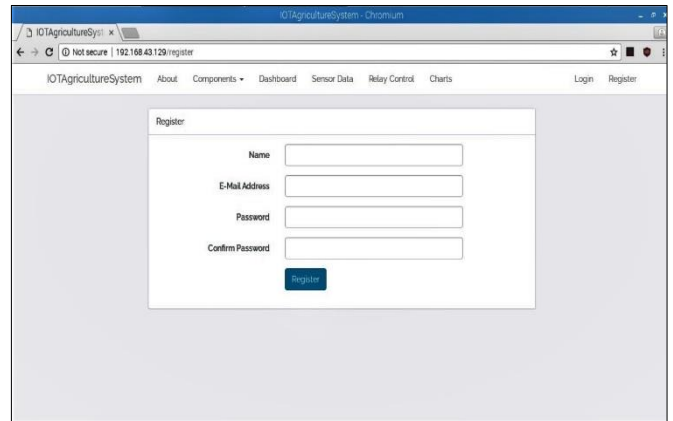 IOTAgricultureSystem - Chromium
IOTAgricultureSyst
Not secure | 192.168.43.129/register
IOTAgricultureSystem About Components Dashboard Sensor Data Relay Control Charts Login Register
Register
Name
E-Mail Address
Password
Confirm Password
Register